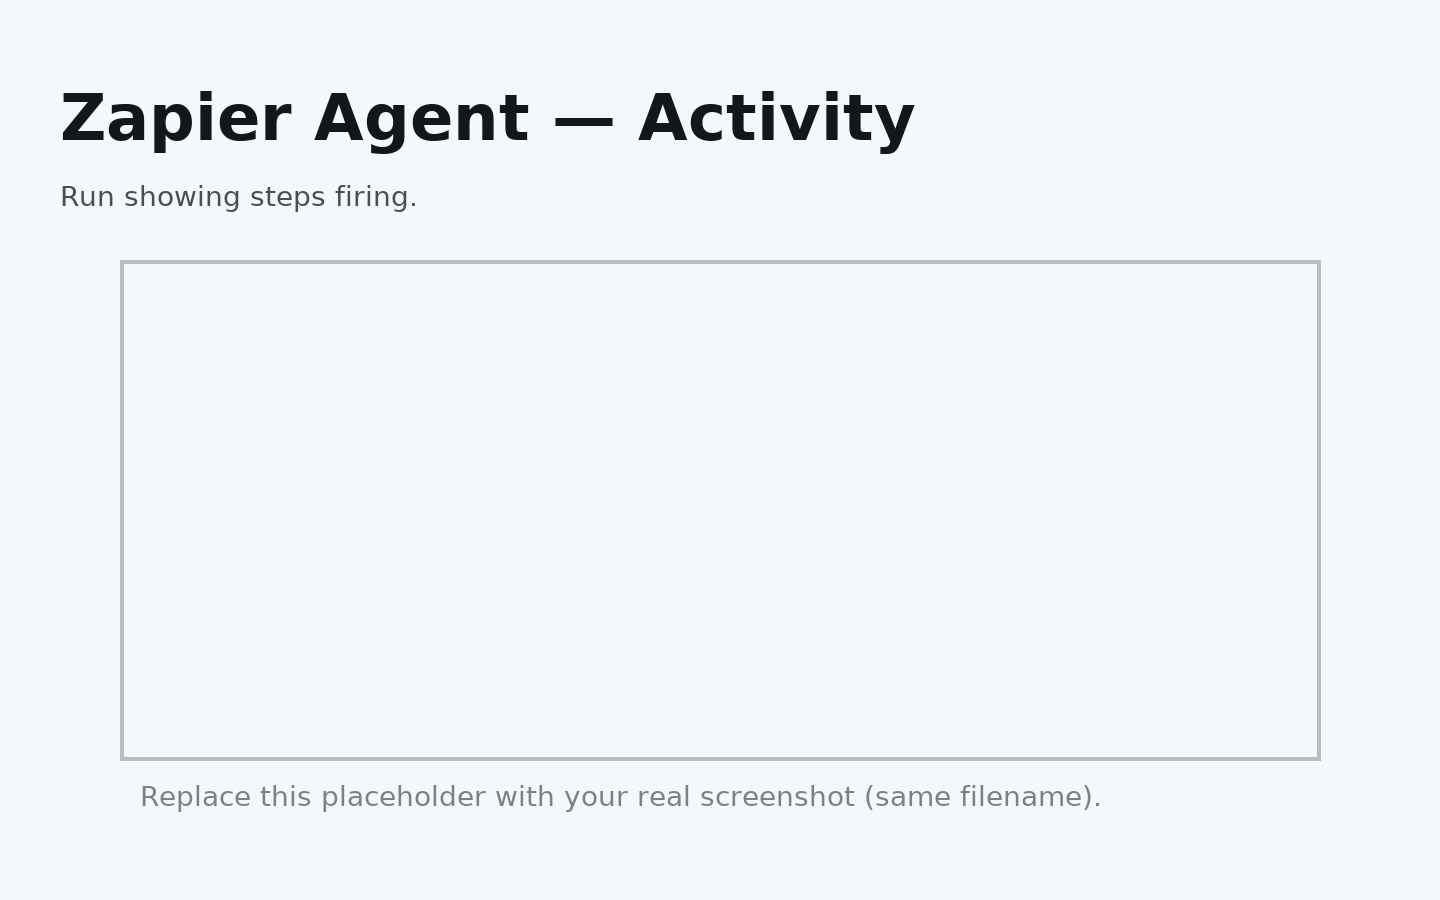 Zapier Agent — Activity
Run showing steps firing.
Replace this placeholder with your real screenshot (same filename).